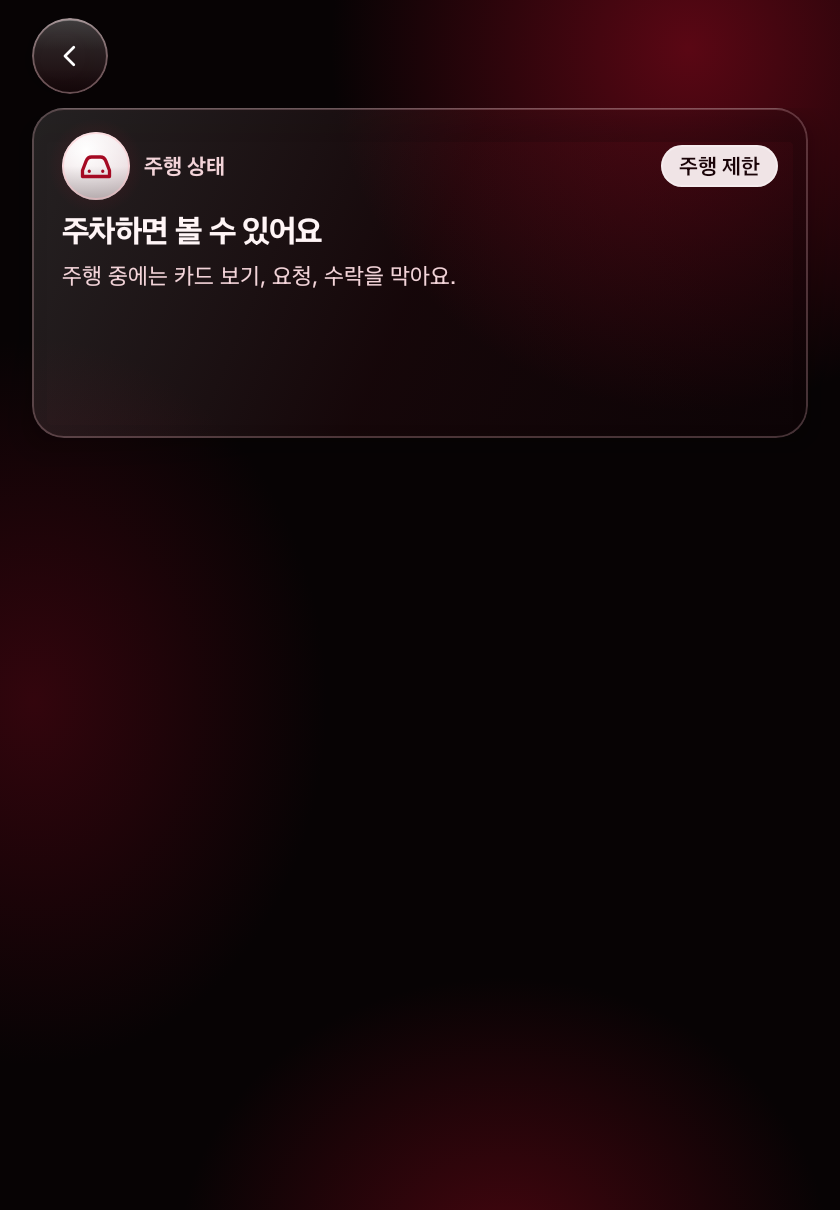 주행 상태
주행 제한
주차하면 볼 수 있어요
주행 중에는 카드 보기, 요청, 수락을 막아요.